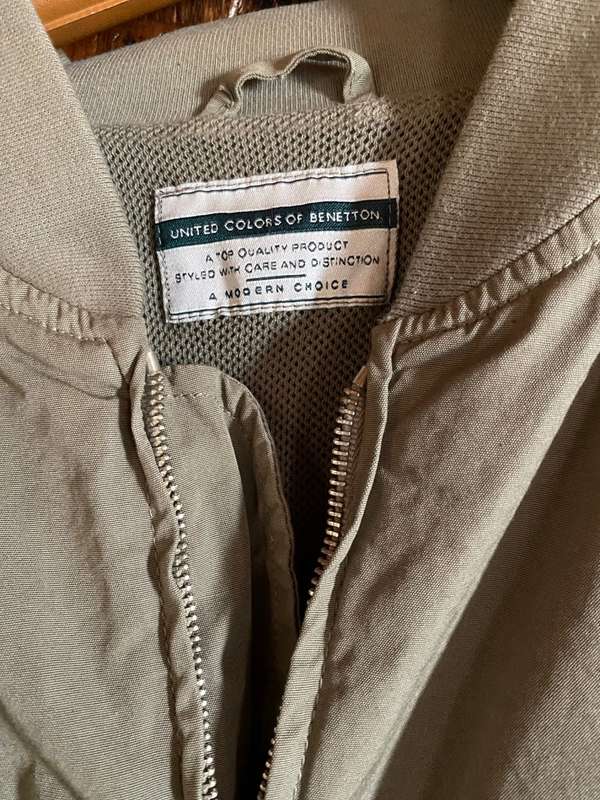 UNITED COLORS OF BENETTON.
A TOP QUALITY PRODUCT
STYLED WITH CARE AND DISTINCTION
A MODERN CHOICE